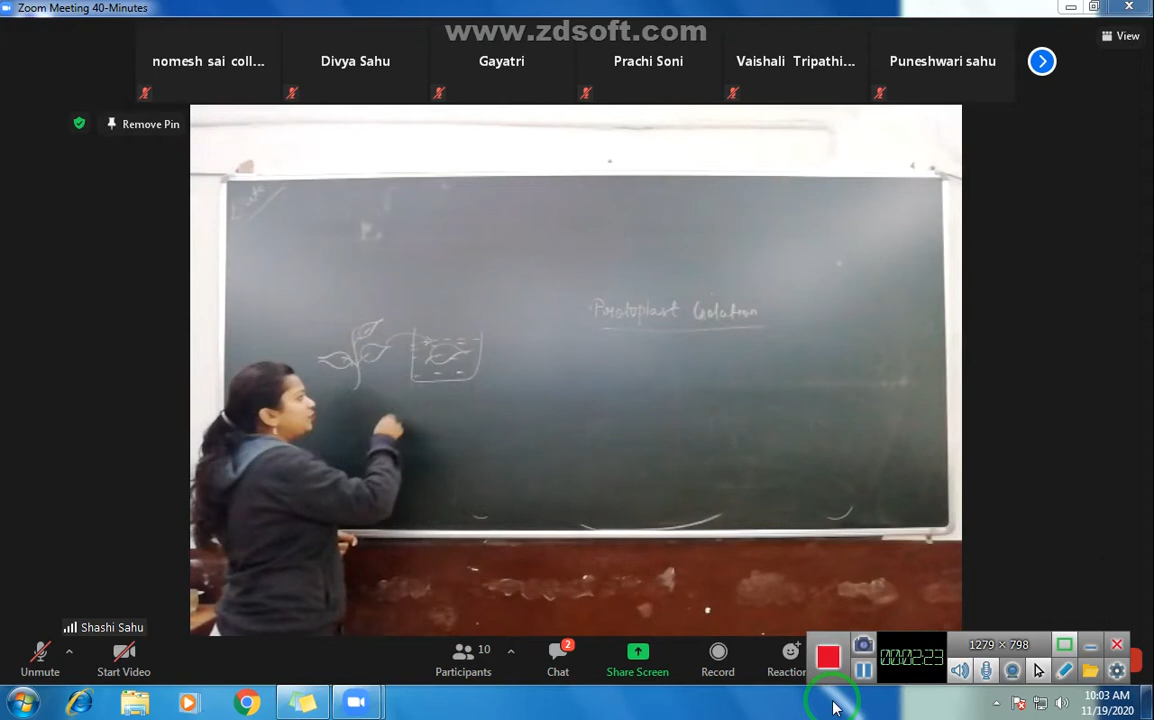 Zoom Meeting 40-Minutes
www.zdsoft.com
View
nomesh sai coll...
Divya Sahu
Gayatri
Prachi Soni
Vaishali Tripathi...
Puneshwari sahu
Remove Pin
Protoplast Isolation
Shashi Sahu
Unmute
Start Video
10
Participants
2
Chat
Share Screen
Record
Reaction
00:02:23
1279 × 798
10:03 AM
11/19/2020